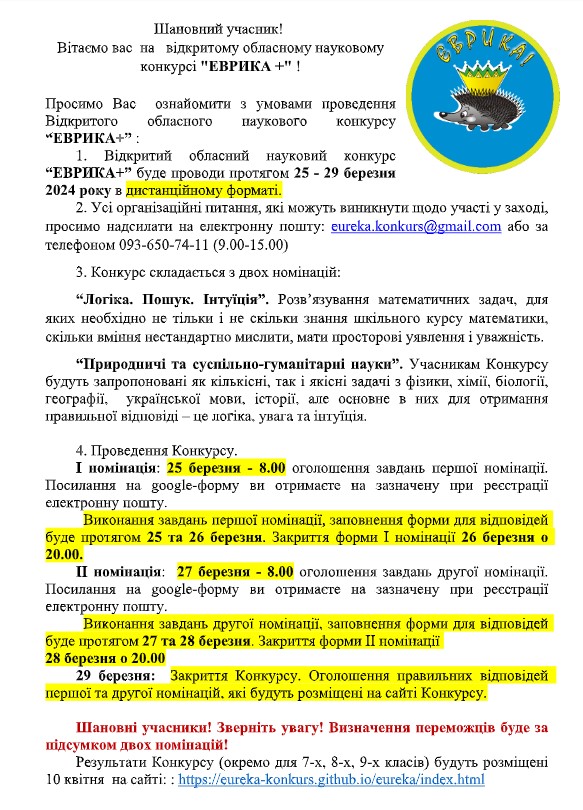 Шановний учасник!
Вітаємо вас на відкритому обласному науковому
конкурсі "ЕВРИКА +" !
ЄВРИКА!
Просимо Вас ознайомити з умовами проведення
Відкритого обласного наукового конкурсу
“ЕВРИКА+” :
1. Відкритий обласний науковий конкурс
“ЕВРИКА+” буде проводи протягом 25 - 29 березня
2024 року в дистанційному форматі.
2. Усі організаційні питання, які можуть виникнути щодо участі у заході,
просимо надсилати на електронну пошту: eureka.konkurs@gmail.com або за
телефоном 093-650-74-11 (9.00-15.00)
3. Конкурс складається з двох номінацій:
“Логіка. Пошук. Інтуїція”. Розв’язування математичних задач, для
яких необхідно не тільки і не скільки знання шкільного курсу математики,
скільки вміння нестандартно мислити, мати просторові уявлення і уважність.
“Природничі та суспільно-гуманітарні науки”. Учасникам Конкурсу
будуть запропоновані як кількісні, так і якісні задачі з фізики, хімії, біології,
географії, української мови, історії, але основне в них для отримання
правильної відповіді – це логіка, увага та інтуїція.
4. Проведення Конкурсу.
І номінація: 25 березня - 8.00 оголошення завдань першої номінації.
Посилання на google-форму ви отримаєте на зазначену при реєстрації
електронну пошту.
Виконання завдань першої номінації, заповнення форми для відповідей
буде протягом 25 та 26 березня. Закриття форми І номінації 26 березня о
20.00.
ІІ номінація: 27 березня - 8.00 оголошення завдань другої номінації.
Посилання на google-форму ви отримаєте на зазначену при реєстрації
електронну пошту.
Виконання завдань другої номінації, заповнення форми для відповідей
буде протягом 27 та 28 березня. Закриття форми ІІ номінації
28 березня о 20.00
29 березня: Закриття Конкурсу. Оголошення правильних відповідей
першої та другої номінацій, які будуть розміщені на сайті Конкурсу.
Шановні учасники! Зверніть увагу! Визначення переможців буде за
підсумком двох номінацій!
Результати Конкурсу (окремо для 7-х, 8-х, 9-х класів) будуть розміщені
10 квітня на сайті: : https://eureka-konkurs.github.io/eureka/index.html